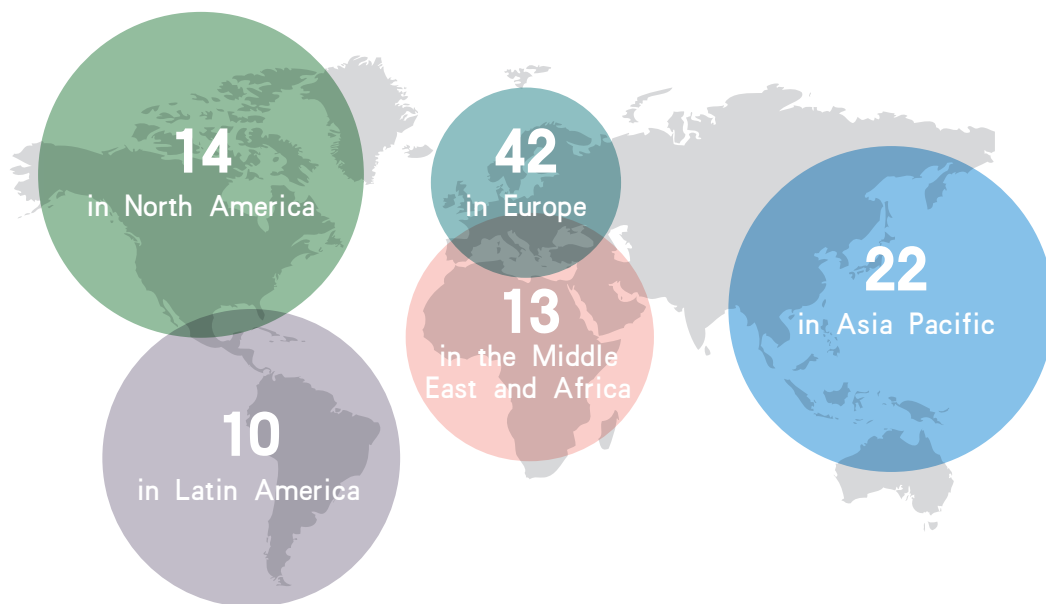 14
in North America
42
in Europe
22
in Asia Pacific
13
in the Middle
East and Africa
10
in Latin America